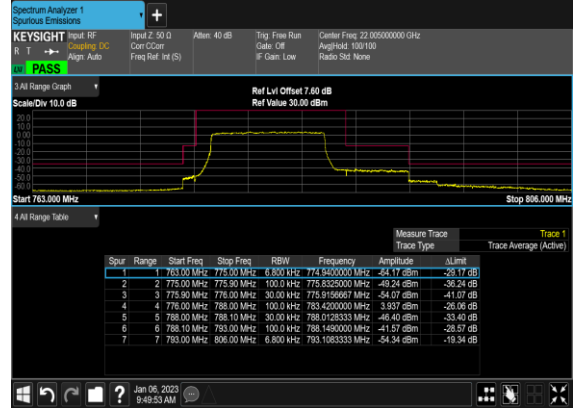 Spectrum Analyzer 1
Spurious Emissions
+
KEYSIGHT Input: RF Input Z: 50 Ω Atten: 40 dB Trig: Free Run Center Freq: 22.005000000 GHz
R T Coupling: DC Corr CCorr Gate: Off Avg|Hold: 100/100
Align: Auto Freq Ref: Int (S) IF Gain: Low Radio Std: None
PASS
3 All Range Graph
Ref Lvl Offset 7.60 dB
Scale/Div 10.0 dB Ref Value 30.00 dBm
20.0
10.0
0.00
-10.0
-20.0
-30.0
-40.0
-50.0
-60.0
Start 763.000 MHz Stop 806.000 MHz
4 All Range Table
Measure Trace Trace 1
Trace Type Trace Average (Active)
Spur Range Start Freq Stop Freq RBW Frequency Amplitude ΔLimit
1 1 763.00 MHz 775.00 MHz 6.800 kHz 774.9400000 MHz -64.17 dBm -29.17 dB
2 2 775.00 MHz 775.90 MHz 100.0 kHz 775.8325000 MHz -49.24 dBm -36.24 dB
3 3 775.90 MHz 776.00 MHz 30.00 kHz 775.9156667 MHz -54.07 dBm -41.07 dB
4 4 776.00 MHz 788.00 MHz 100.0 kHz 783.4200000 MHz 3.937 dBm -26.06 dB
5 5 788.00 MHz 788.10 MHz 30.00 kHz 788.0128333 MHz -46.40 dBm -33.40 dB
6 6 788.10 MHz 793.00 MHz 100.0 kHz 788.1490000 MHz -41.57 dBm -28.57 dB
7 7 793.00 MHz 806.00 MHz 6.800 kHz 793.1083333 MHz -54.34 dBm -19.34 dB
? Jan 06, 2023
9:49:53 AM